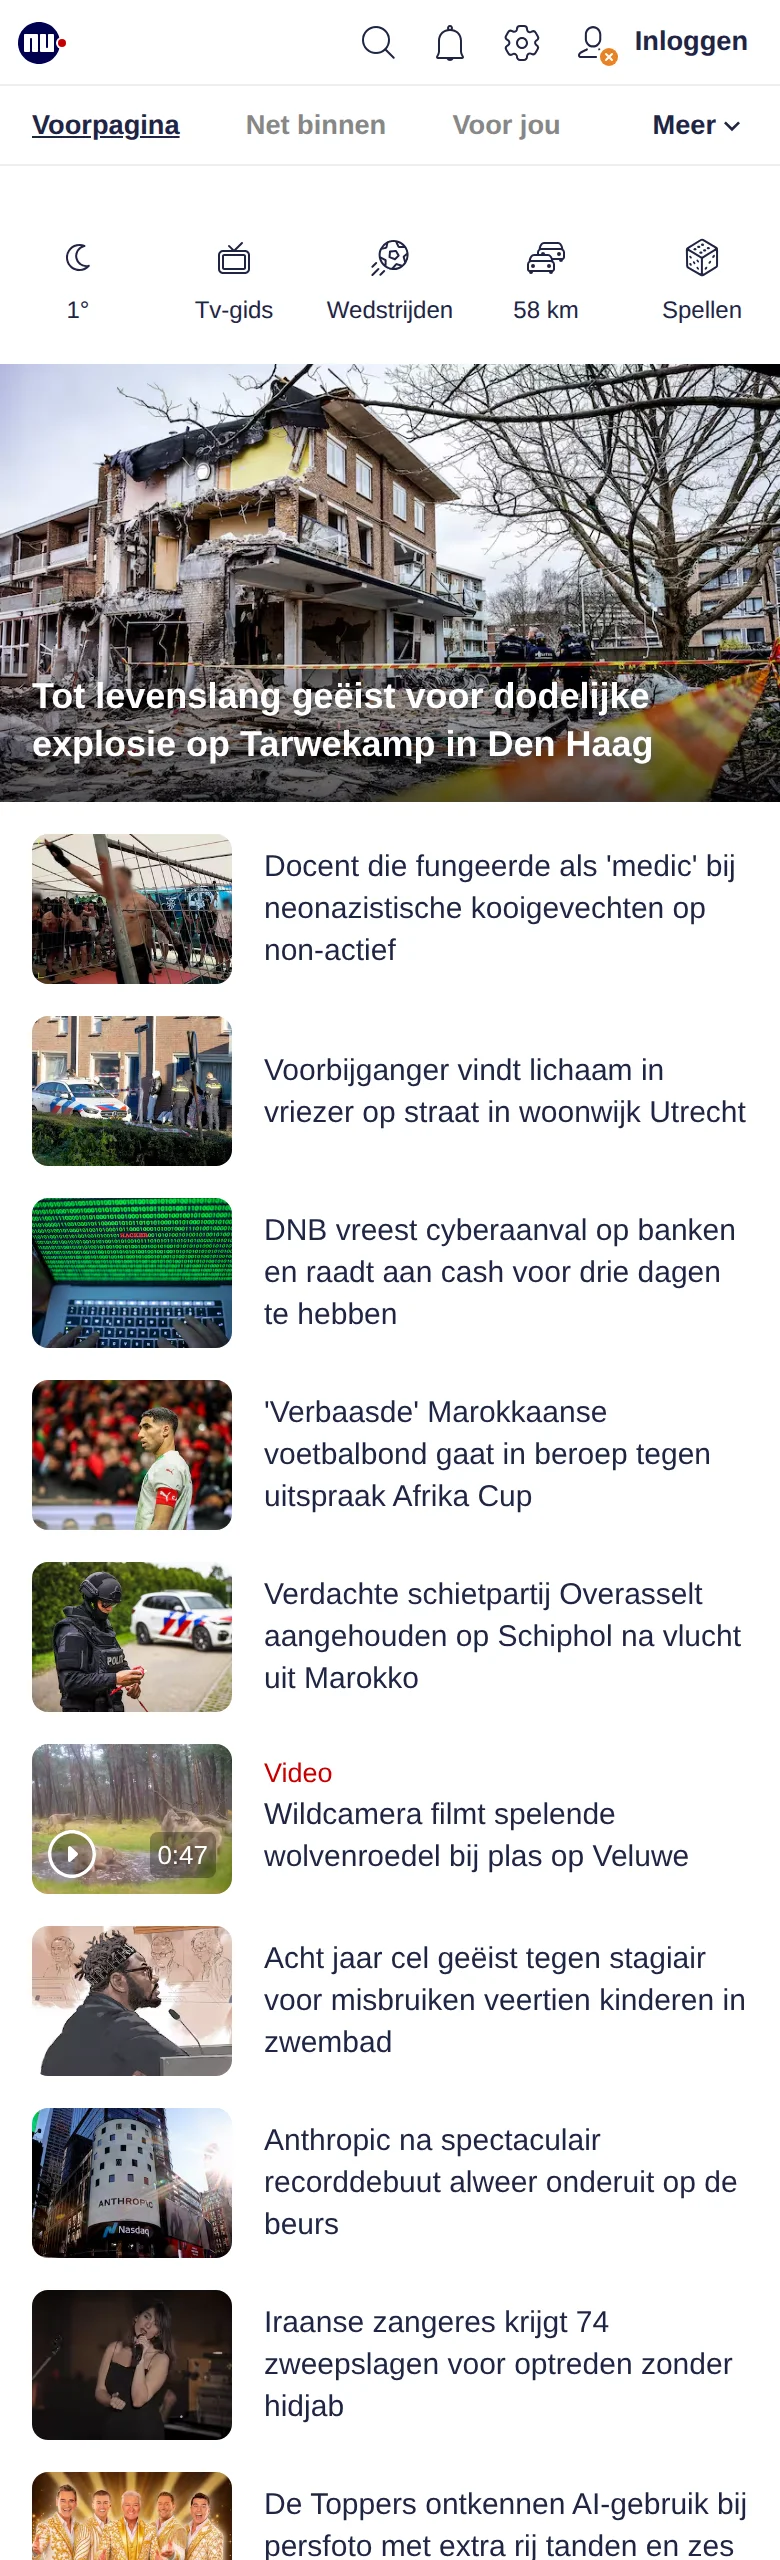 nu
Inloggen
Voorpagina
Net binnen
Voor jou
Meer
1°
Tv-gids
Wedstrijden
58 km
Spellen
Tot levenslang geëist voor dodelijke
explosie op Tarwekamp in Den Haag
Docent die fungeerde als 'medic' bij
neonazistische kooigevechten op
non-actief
Voorbijganger vindt lichaam in
vriezer op straat in woonwijk Utrecht
DNB vreest cyberaanval op banken
en raadt aan cash voor drie dagen
te hebben
'Verbaasde' Marokkaanse
voetbalbond gaat in beroep tegen
uitspraak Afrika Cup
Verdachte schietpartij Overasselt
aangehouden op Schiphol na vlucht
uit Marokko
0:47
Video
Wildcamera filmt spelende
wolvenroedel bij plas op Veluwe
Acht jaar cel geëist tegen stagiair
voor misbruiken veertien kinderen in
zwembad
ANTHROPIC
Nasdaq
Anthropic na spectaculair
recorddebuut alweer onderuit op de
beurs
Iraanse zangeres krijgt 74
zweepslagen voor optreden zonder
hidjab
De Toppers ontkennen AI-gebruik bij
persfoto met extra rij tanden en zes